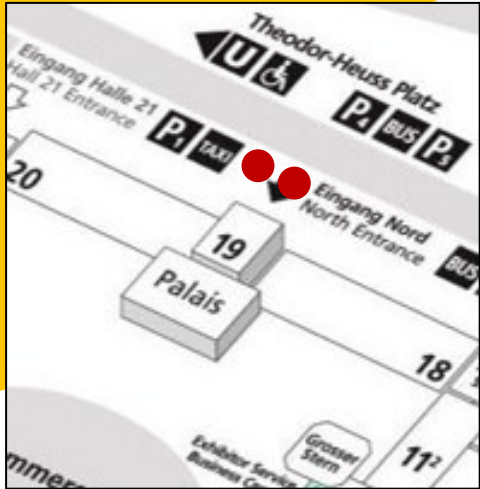 Theodor-Heuss Platz
U
P4 BUS P5
Eingang Halle 21
Hall 21 Entrance
P1 TAXI
Eingang Nord
North Entrance
BUS
20
19
Palais
18
Grosser
Stern
11²
Exhibitor Service
Business